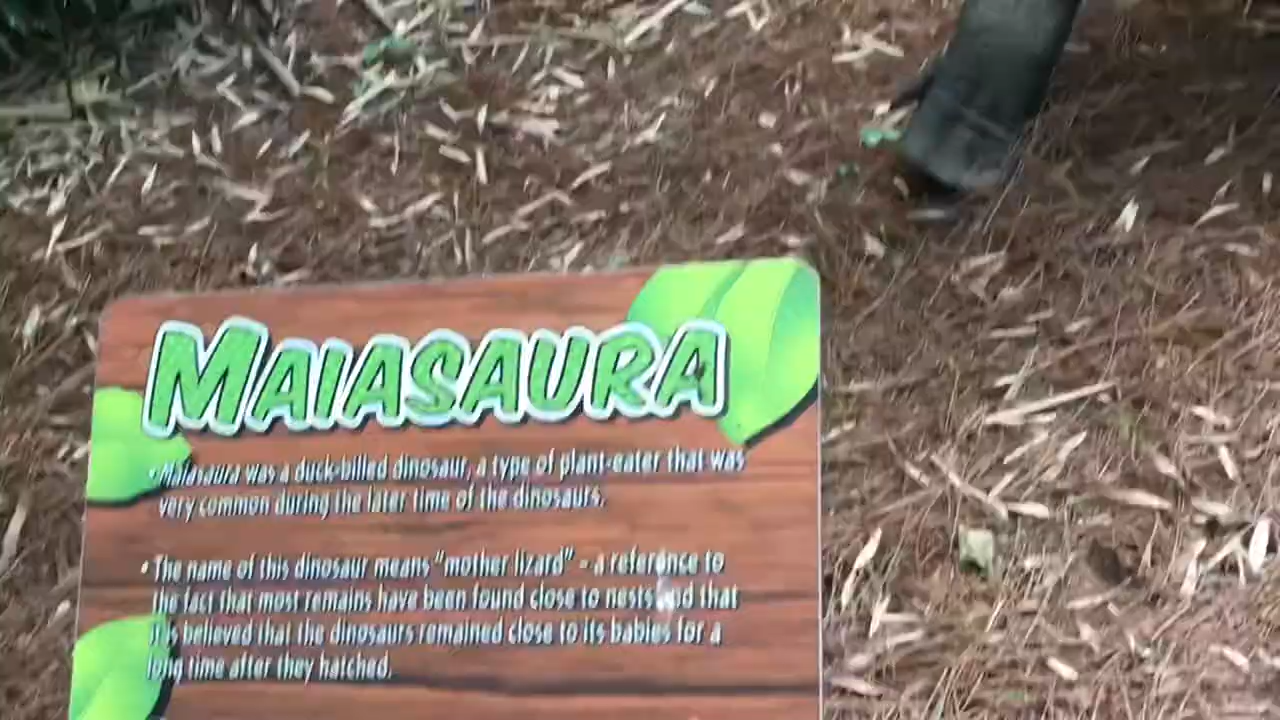 MAIASAURA
• Maiasaura was a duck-billed dinosaur, a type of plant-eater that was
very common during the later time of the dinosaurs.
• The name of this dinosaur means "mother lizard" - a reference to
the fact that most remains have been found close to nests and that
it is believed that the dinosaurs remained close to its babies for a
long time after they hatched.